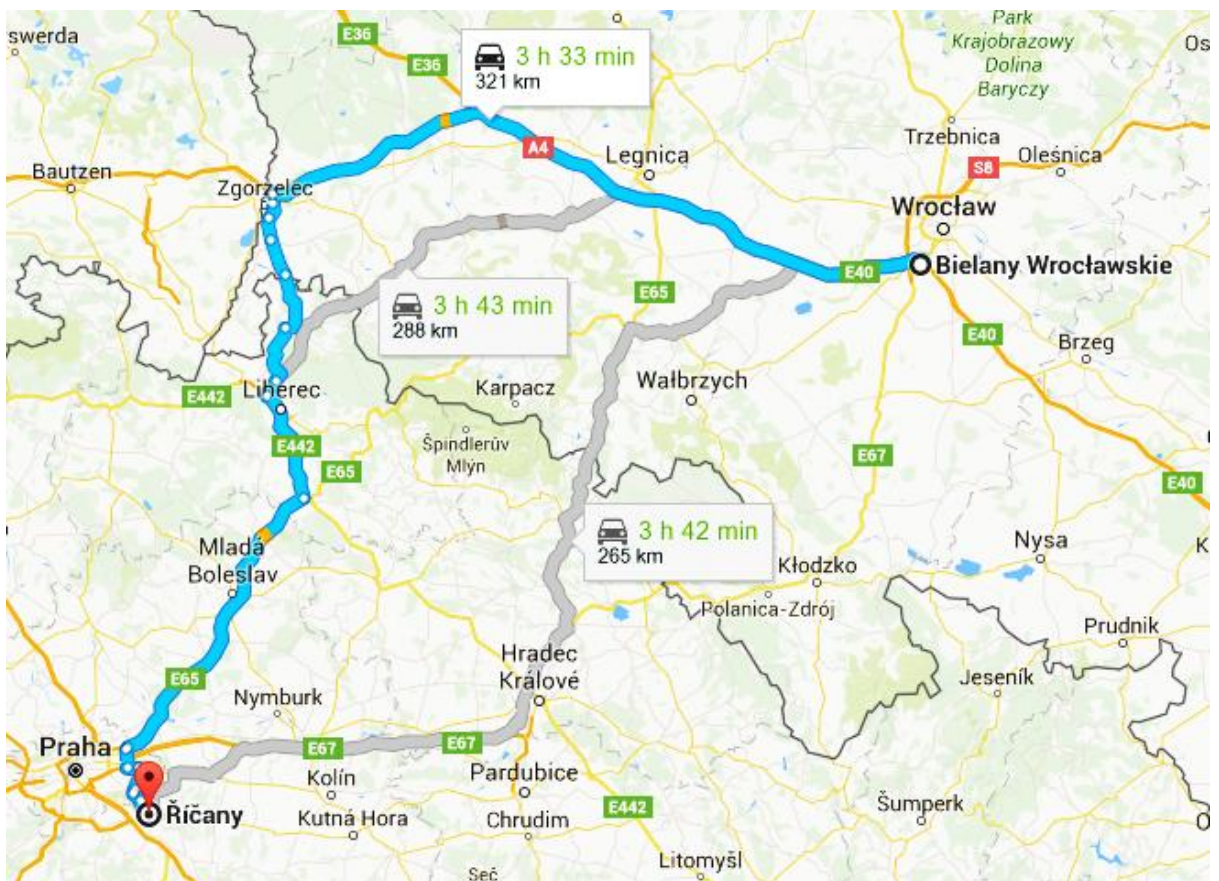 swerda
E36
E36
3 h 33 min
321 km
Park
Krajobrazowy
Dolina
Baryczy
Os
Trzebnica
Bautzen
Zgorzelec
A4
Legnica
S8
Oleśnica
Wrocław
E40
Bielany Wrocławskie
3 h 43 min
288 km
E65
E40
Brzeg
Liberec
E442
Karpacz
Wałbrzych
E442
Špindlerův
Mlýn
E65
E67
E40
3 h 42 min
265 km
Mladá
Boleslav
Nysa
K
Kłodzko
Polanica-Zdrój
Prudnik
Hradec
Králové
E65
Nymburk
Jeseník
Praha
E67
E67
Kolín
Pardubice
Říčany
Kutná Hora
Chrudim
E442
Šumperk
O
Litomyšl
Seč